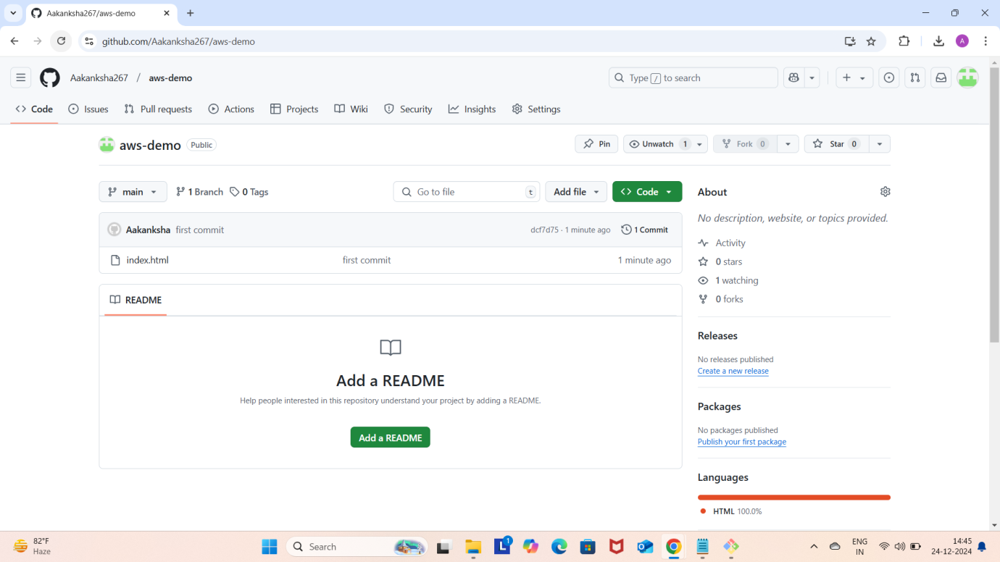 Aakanksha267/aws-demo
github.com/Aakanksha267/aws-demo
A
Aakanksha267 / aws-demo
Type / to search
Code Issues Pull requests Actions Projects Wiki Security Insights Settings
aws-demo Public
Pin Unwatch 1 Fork 0 Star 0
main 1 Branch 0 Tags Go to file t Add file Code
Aakanksha first commit dcf7d75 · 1 minute ago 1 Commit
index.html first commit 1 minute ago
README
Add a README
Help people interested in this repository understand your project by adding a README.
Add a README
About
No description, website, or topics provided.
Activity
0 stars
1 watching
0 forks
Releases
No releases published
Create a new release
Packages
No packages published
Publish your first package
Languages
HTML 100.0%
82°F
Haze
Search
L 1
ENG
IN
14:45
24-12-2024